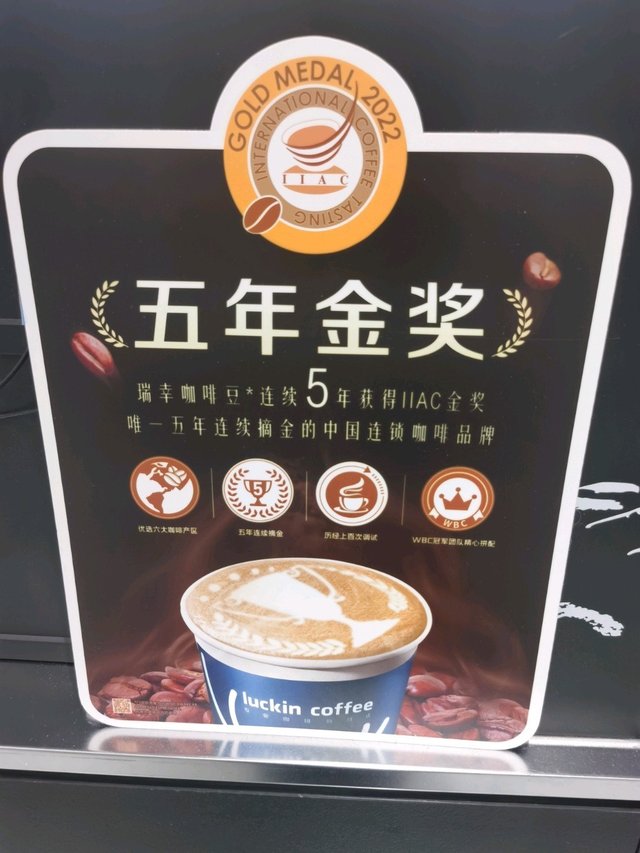 GOLD MEDAL 2022
INTERNATIONAL COFFEE TASTING
IIAC
五年金奖
瑞幸咖啡豆*连续5年获得IIAC金奖
唯一五年连续摘金的中国连锁咖啡品牌
优选六大咖啡产区
5
五年连续摘金
历经上百次调试
WBC
WBC冠军团队精心拼配
luckin coffee